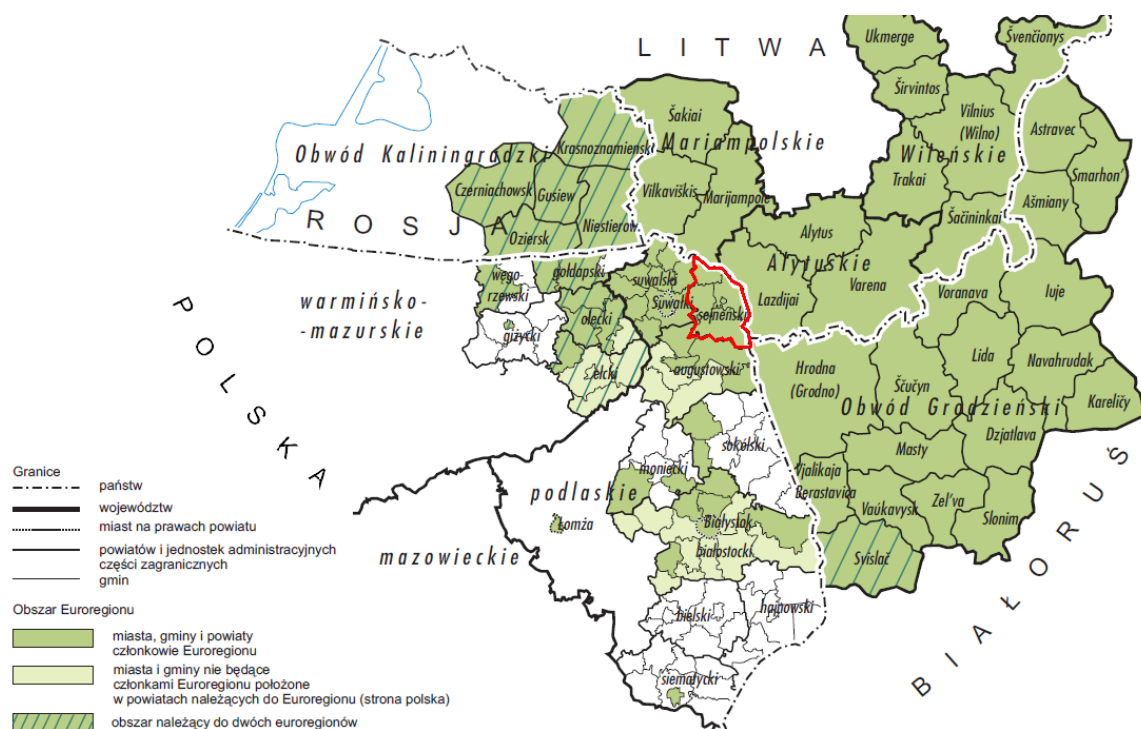 LITWA
Ukmerge
Švenčionys
Širvintos
Vilnius
(Wilno)
Astravec
Šakiai
Obwód Kaliningradzki
Krasnoznamiensk
Mariampolskie
Wileńskie
Smarhon'
Czerniachowsk
Gusiew
Vilkaviškis
Marijampole
Trakai
Ašmiany
ROSJA
Oziersk
Niestierow
Šačininkai
Alytus
Alytuskie
węgo-
rzewski
gołdapski
suwalski
Suwałki
sejneński
Lazdijai
Varena
Voranava
Iuje
warmińsko-
-mazurskie
giżycki
olecki
ełcki
augustowski
Hrodna
(Grodno)
Ščučyn
Lida
Navahrudak
Kareličy
Obwód Grodzieński
POLSKA
sokólski
moniecki
Masty
Dzjatlava
podlaskie
Łomża
Białystok
białostocki
Vjalikaja
Berastavica
Vaúkavysk
Zel'va
Slonim
mazowieckie
Svislač
bielski
hajnowski
siematycki
BIAŁORUŚ
Granice
państw
województw
miast na prawach powiatu
powiatów i jednostek administracyjnych
części zagranicznych
gmin
Obszar Euroregionu
miasta, gminy i powiaty
członkowie Euroregionu
miasta i gminy nie będące
członkami Euroregionu położone
w powiatach należących do Euroregionu (strona polska)
obszar należący do dwóch euroregionów